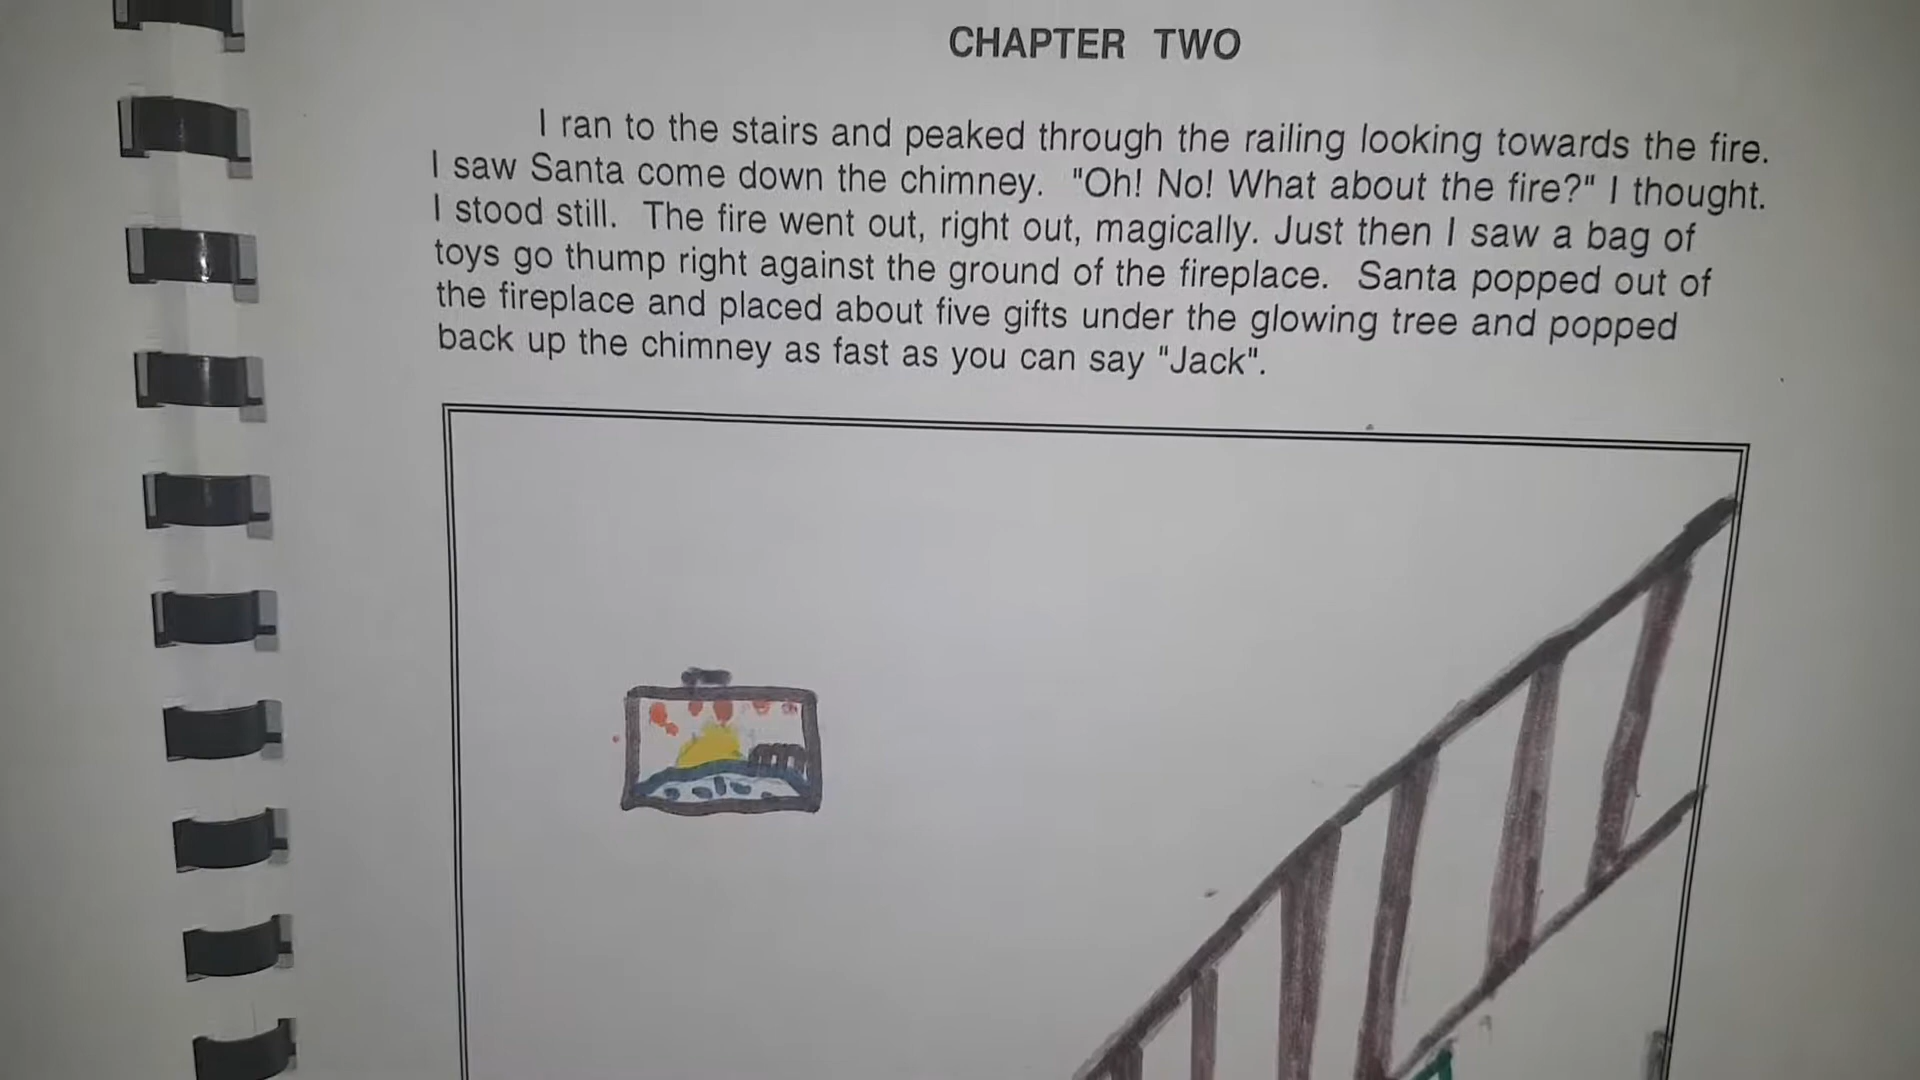 CHAPTER TWO
I ran to the stairs and peaked through the railing looking towards the fire.
I saw Santa come down the chimney. "Oh! No! What about the fire?" I thought.
I stood still. The fire went out, right out, magically. Just then I saw a bag of
toys go thump right against the ground of the fireplace. Santa popped out of
the fireplace and placed about five gifts under the glowing tree and popped
back up the chimney as fast as you can say "Jack".